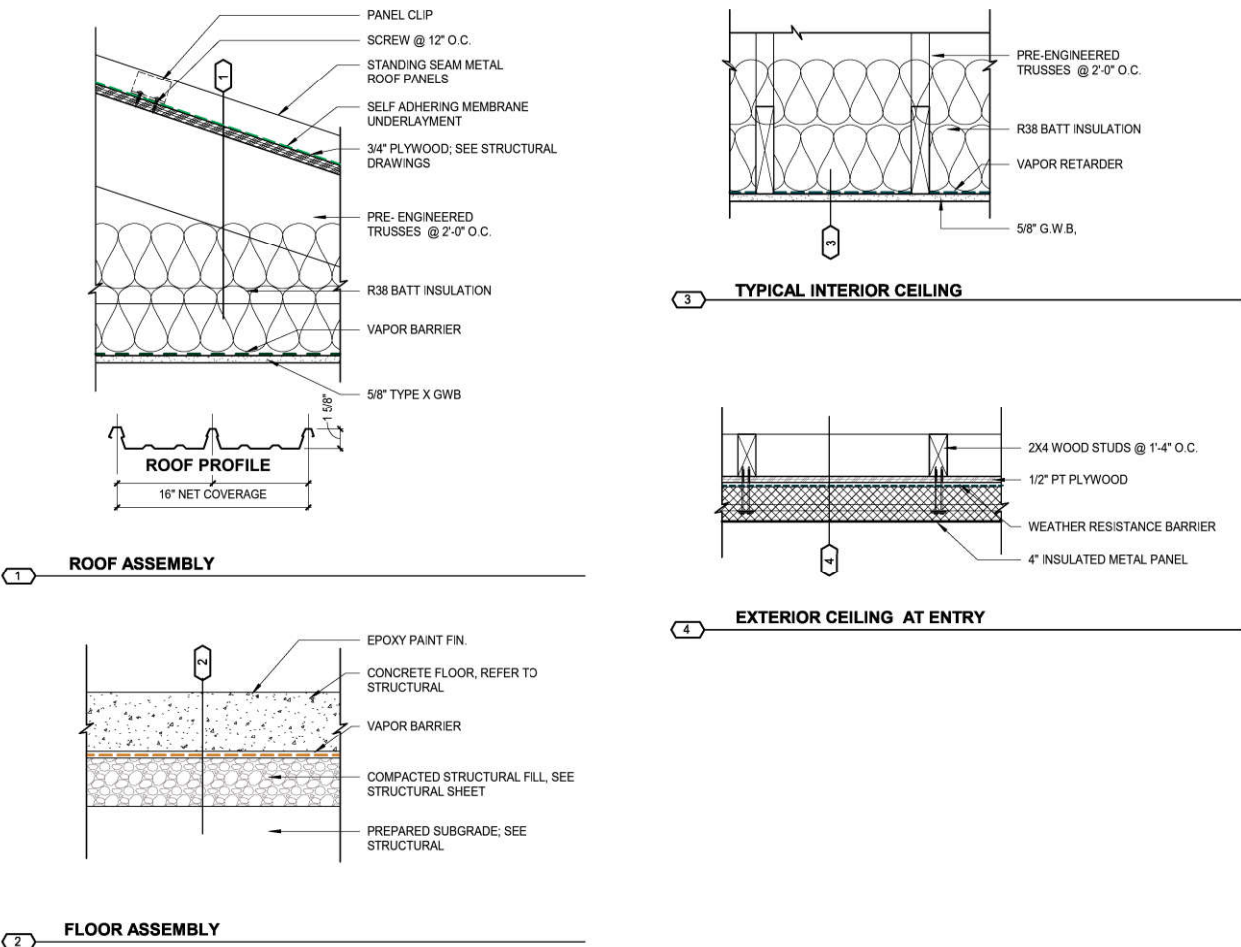 PANEL CLIP
SCREW @ 12" O.C.
STANDING SEAM METAL
ROOF PANELS
SELF ADHERING MEMBRANE
UNDERLAYMENT
3/4" PLYWOOD; SEE STRUCTURAL
DRAWINGS
PRE- ENGINEERED
TRUSSES @ 2'-0" O.C.
R38 BATT INSULATION
VAPOR BARRIER
5/8" TYPE X GWB
1
1 5/8"
ROOF PROFILE
16" NET COVERAGE
1
ROOF ASSEMBLY
EPOXY PAINT FIN.
CONCRETE FLOOR, REFER TO
STRUCTURAL
VAPOR BARRIER
COMPACTED STRUCTURAL FILL, SEE
STRUCTURAL SHEET
PREPARED SUBGRADE; SEE
STRUCTURAL
2
2
FLOOR ASSEMBLY
PRE-ENGINEERED
TRUSSES @ 2'-0" O.C.
R38 BATT INSULATION
VAPOR RETARDER
5/8" G.W.B,
3
3
TYPICAL INTERIOR CEILING
2X4 WOOD STUDS @ 1'-4" O.C.
1/2" PT PLYWOOD
WEATHER RESISTANCE BARRIER
4" INSULATED METAL PANEL
4
4
EXTERIOR CEILING AT ENTRY